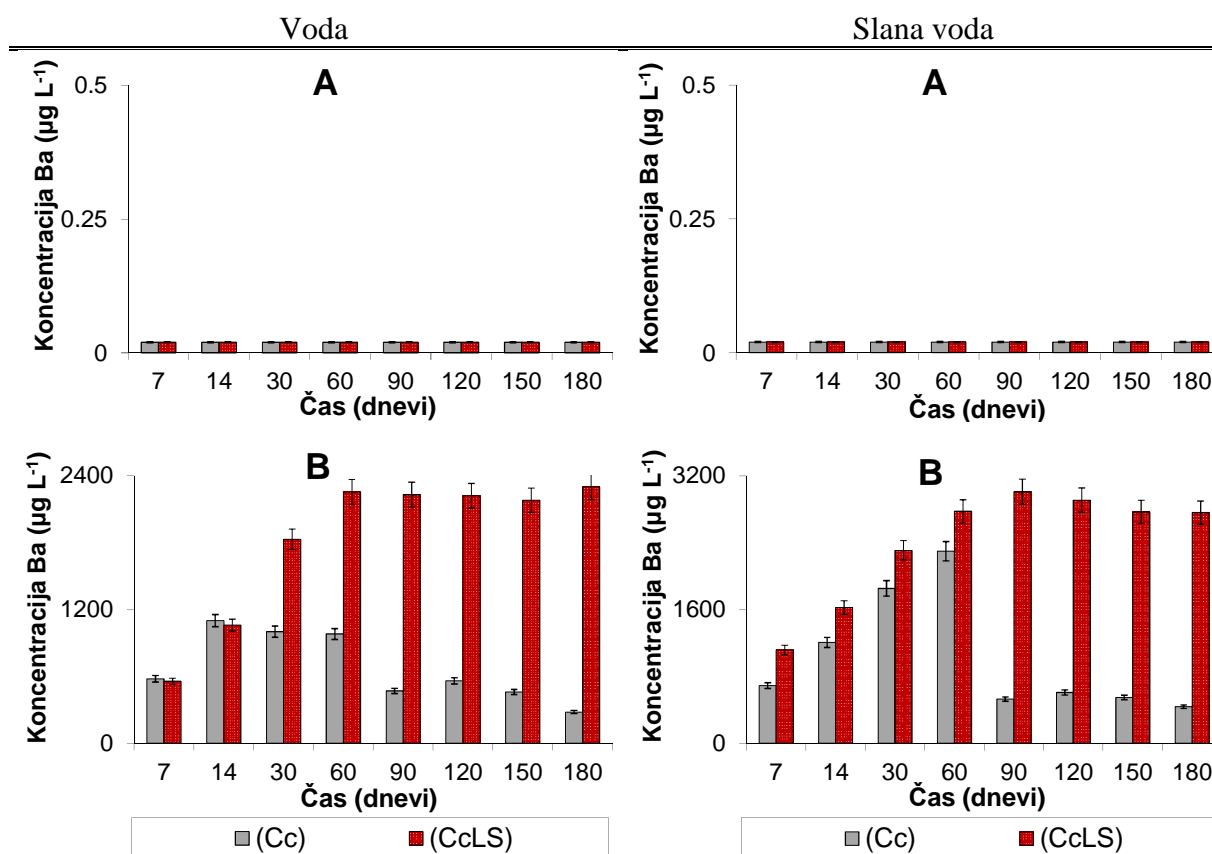 Voda
Slana voda
A
Koncentracija Ba (µg L-1)
0.5
0.25
0
7 14 30 60 90 120 150 180
Čas (dnevi)
A
Koncentracija Ba (µg L-1)
0.5
0.25
0
7 14 30 60 90 120 150 180
Čas (dnevi)
B
Koncentracija Ba (µg L-1)
2400
1200
0
7 14 30 60 90 120 150 180
Čas (dnevi)
(Cc) (CcLS)
B
Koncentracija Ba (µg L-1)
3200
1600
0
7 14 30 60 90 120 150 180
Čas (dnevi)
(Cc) (CcLS)